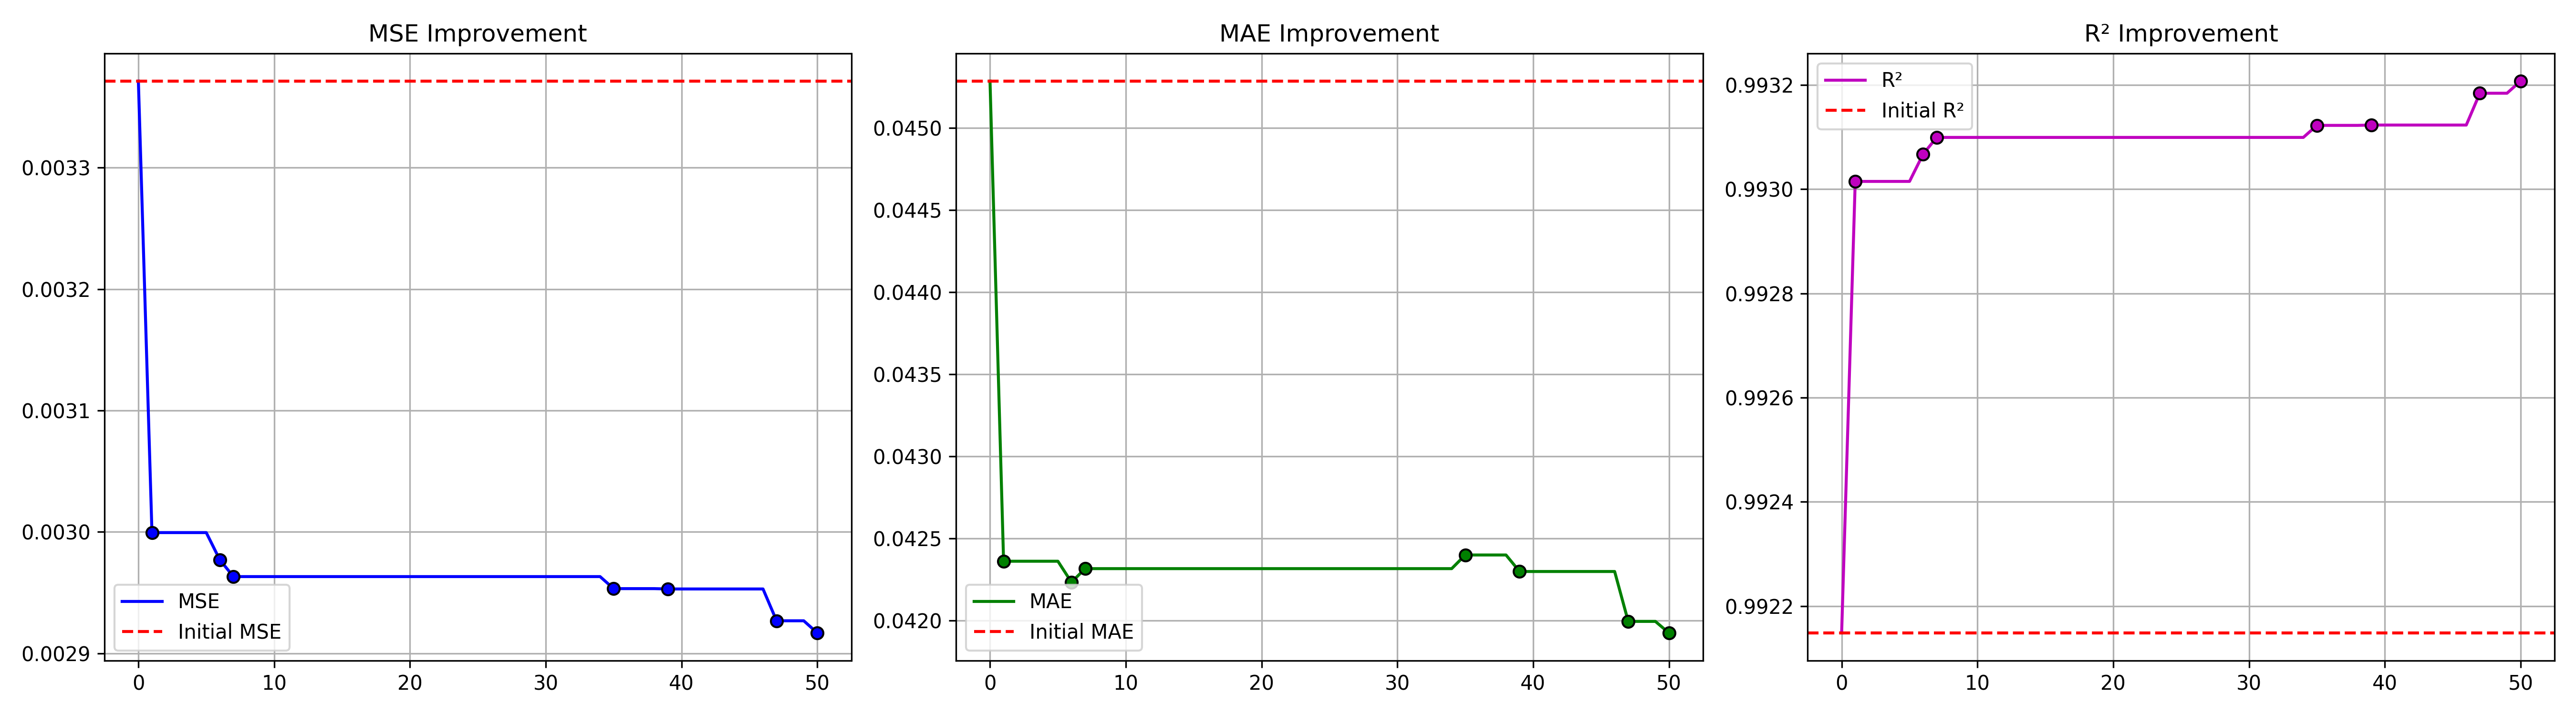 MSE Improvement
0.0033
0.0032
0.0031
0.0030
0.0029
MSE
Initial MSE
0 10 20 30 40 50
MAE Improvement
0.0450
0.0445
0.0440
0.0435
0.0430
0.0425
0.0420
MAE
Initial MAE
0 10 20 30 40 50
R² Improvement
0.9932
0.9930
0.9928
0.9926
0.9924
0.9922
R²
Initial R²
0 10 20 30 40 50